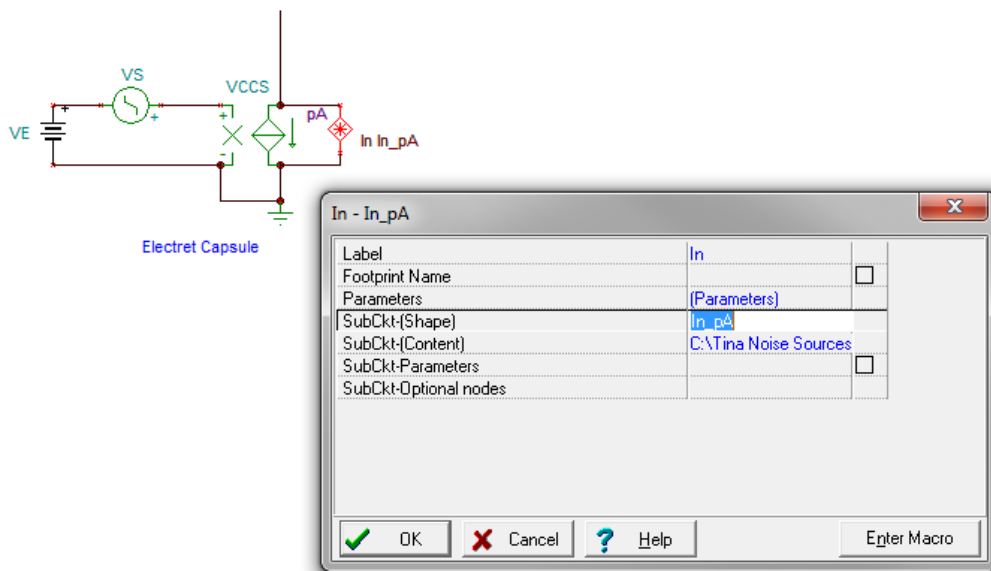 VS
VCCS
VE
+
+
+
-
pA
In In_pA
Electret Capsule
In - In_pA
Label In
Footprint Name
Parameters (Parameters)
SubCkt-(Shape) In_pA
SubCkt-(Content) C:\Tina Noise Sources
SubCkt-Parameters
SubCkt-Optional nodes
OK Cancel ? Help Enter Macro